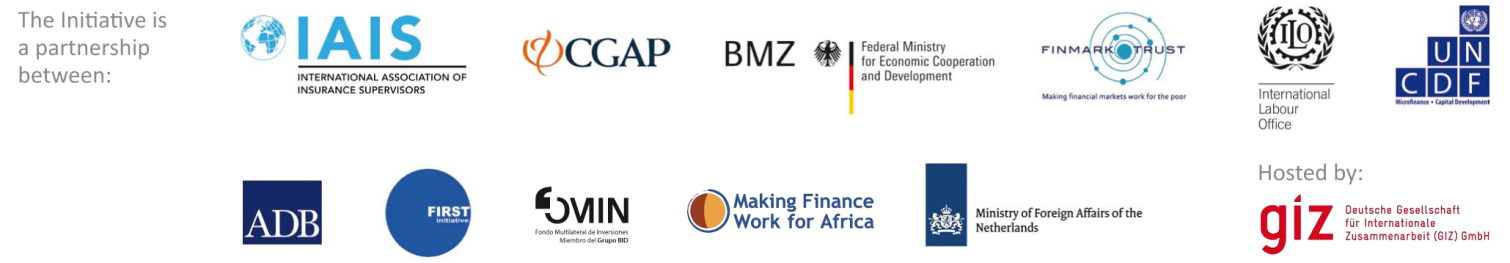 The Initiative is
a partnership
between:
IAIS
INTERNATIONAL ASSOCIATION OF
INSURANCE SUPERVISORS
CGAP
BMZ
Federal Ministry
for Economic Cooperation
and Development
FINMARK TRUST
Making financial markets work for the poor
ILO
International
Labour
Office
UN
CDF
Microfinance • Capital Development
ADB
FIRST
initiative
FOMIN
Fondo Multilateral de Inversiones
Miembro del Grupo BID
Making Finance
Work for Africa
Ministry of Foreign Affairs of the
Netherlands
Hosted by:
giz
Deutsche Gesellschaft
für Internationale
Zusammenarbeit (GIZ) GmbH